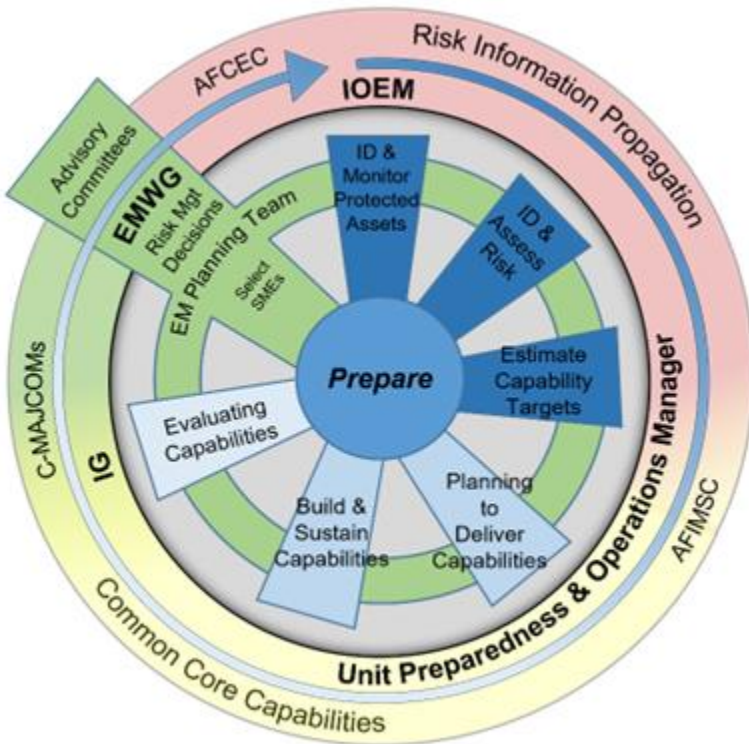 AFCEC
Risk Information Propagation
IOEM
Advisory
Committees
EMWG
Risk Mgt
Decisions
EM Planning Team
Select
SMEs
ID &
Monitor
Protected
Assets
ID &
Assess
Risk
Estimate
Capability
Targets
Prepare
Evaluating
Capabilities
Build &
Sustain
Capabilities
Planning
to
Deliver
Capabilities
C-MAJCOMs
IG
Unit Preparedness & Operations Manager
AFIMSC
Common Core Capabilities